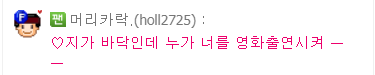 F 팬 머리카락.(holl2725) :
♡지가 바닥인데 누가 너를 영화출연시켜 ㅡ
ㅡ